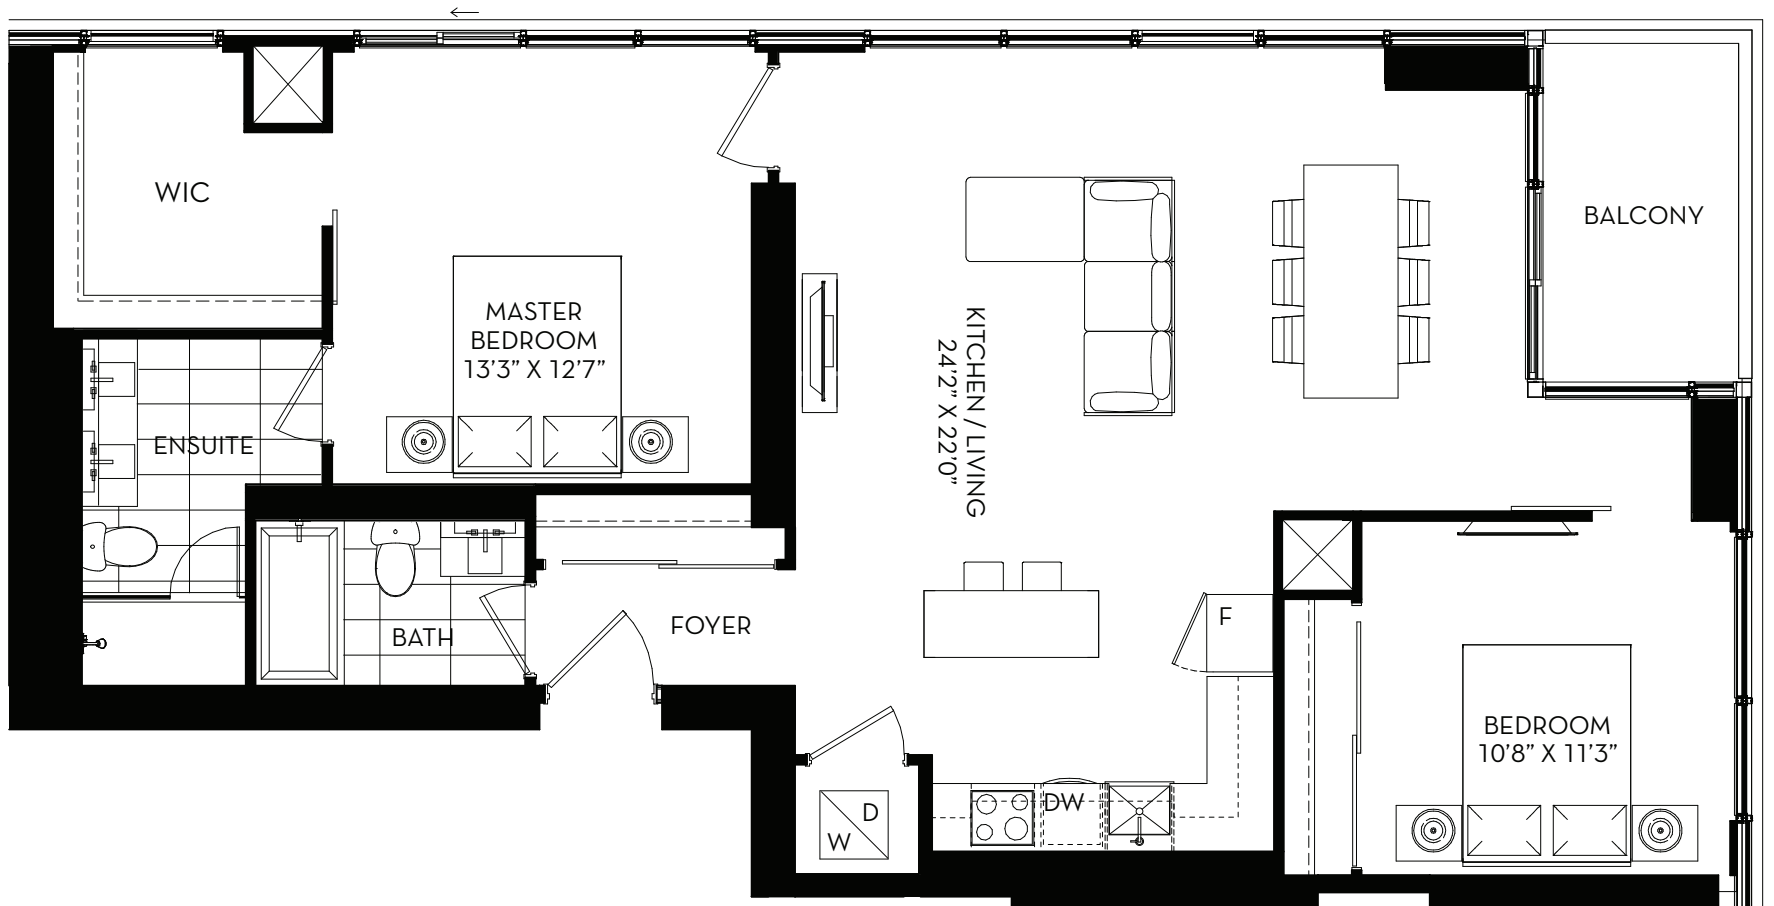 WIC
BALCONY
MASTER
BEDROOM
13'3” X 12'7”
KITCHEN / LIVING
24'2” X 22'0”
ENSUITE
BATH
FOYER
F
BEDROOM
10'8” X 11'3”
DW
D
W